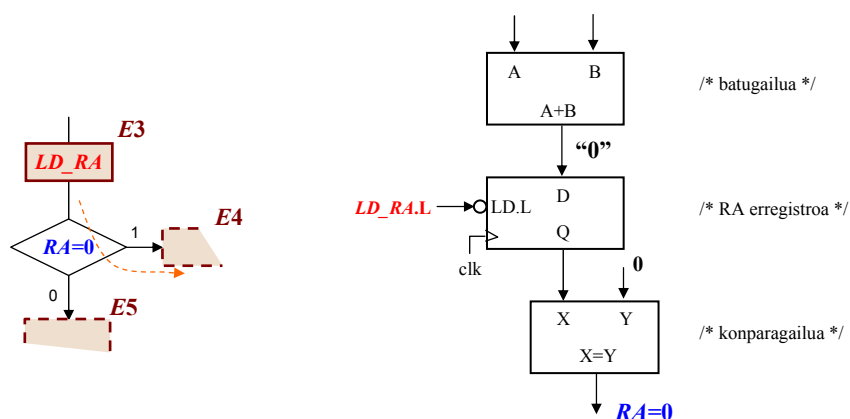 E3
LD_RA
RA=0
1
E4
0
E5
A B
A+B
/* batugailua */
“0”
LD_RA.L
LD.L
D
Q
clk
/* RA erregistroa */
0
X Y
X=Y
/* konparagailua */
RA=0